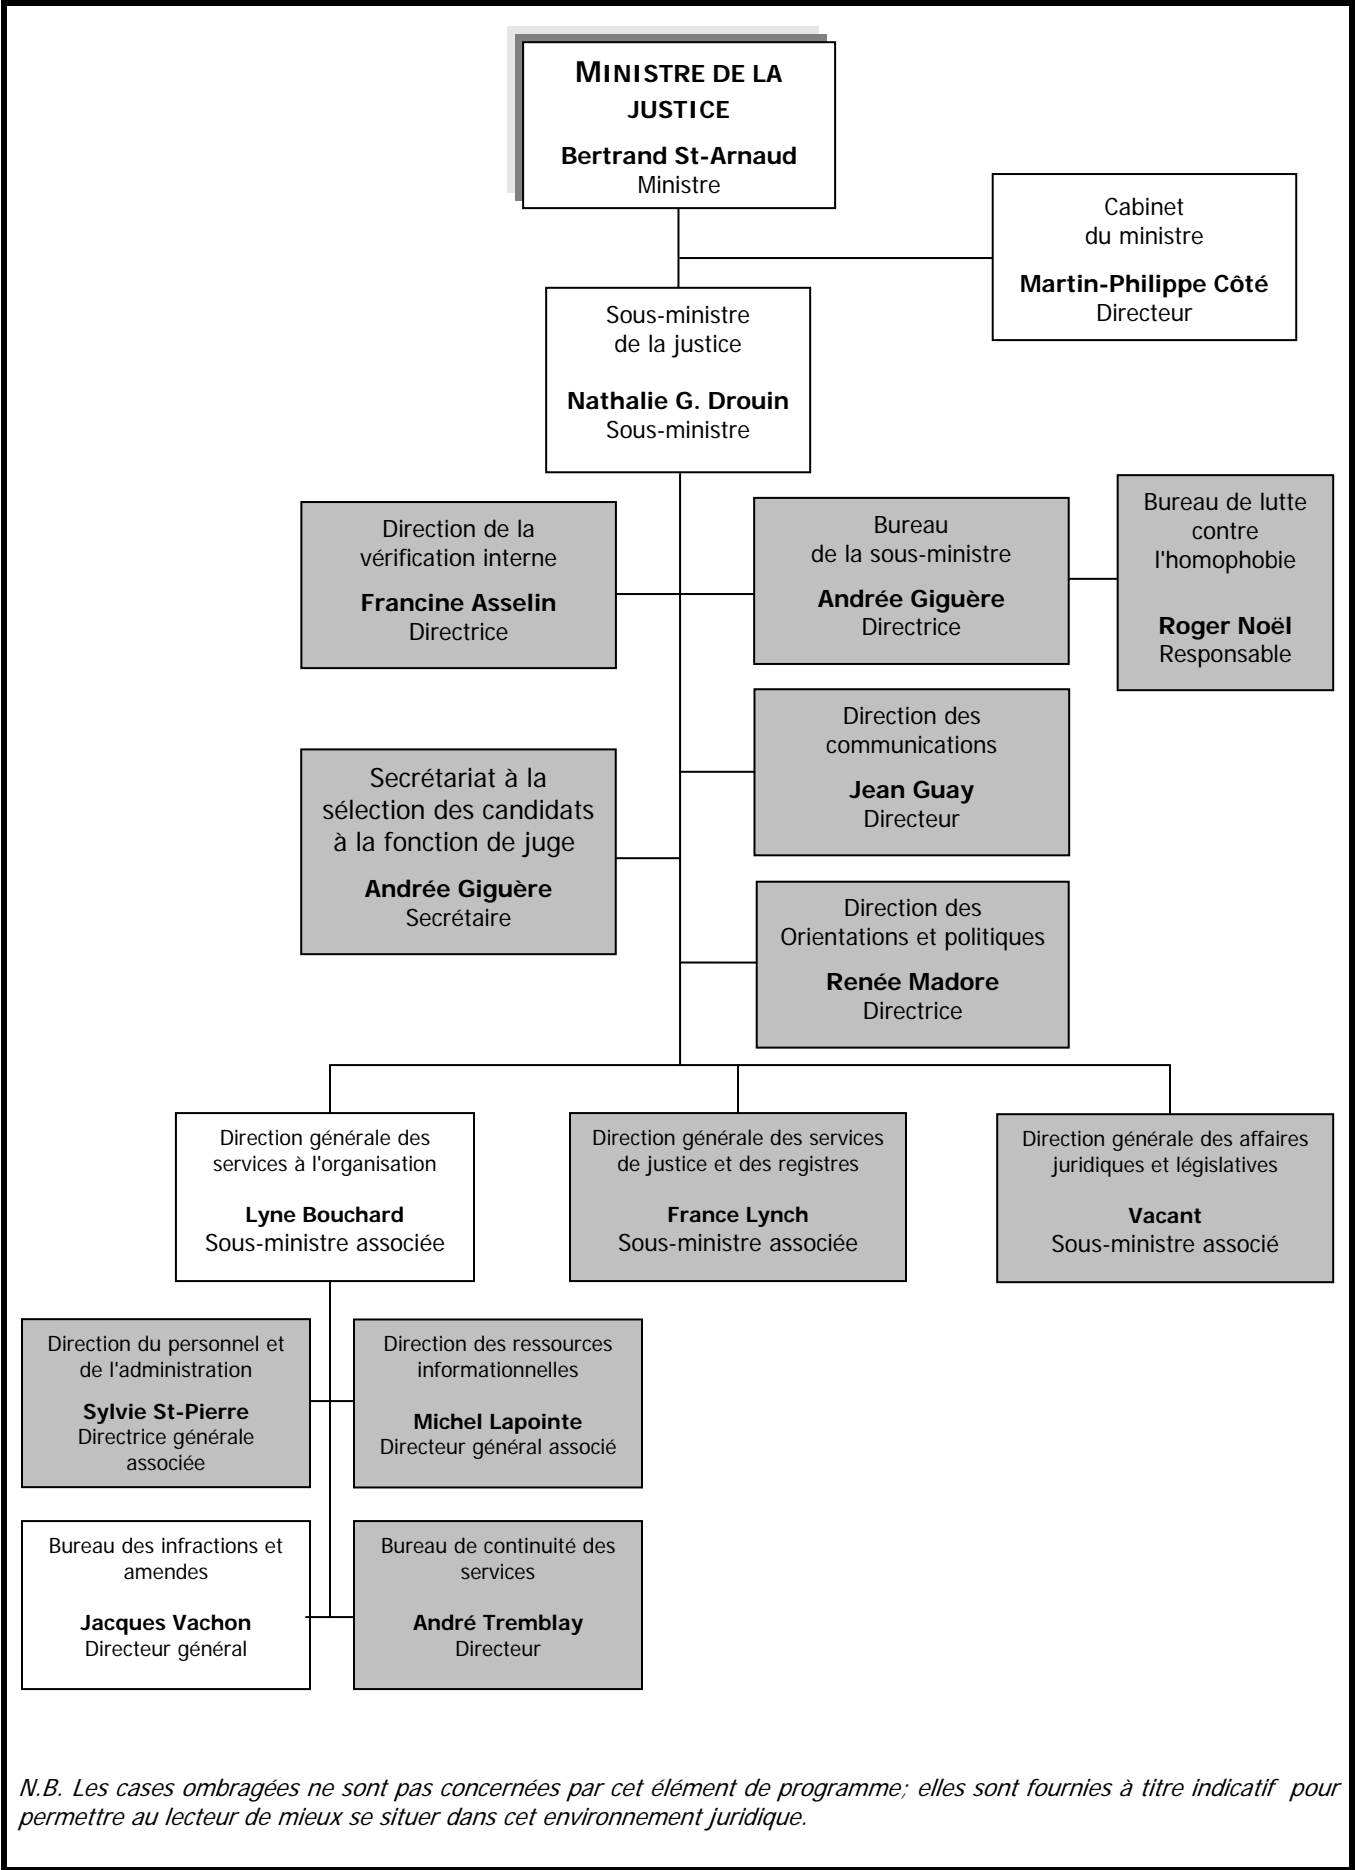 MINISTRE DE LA
JUSTICE
Bertrand St-Arnaud
Ministre
Cabinet
du ministre
Martin-Philippe Côté
Directeur
Sous-ministre
de la justice
Nathalie G. Drouin
Sous-ministre
Direction de la
vérification interne
Francine Asselin
Directrice
Bureau
de la sous-ministre
Andrée Giguère
Directrice
Bureau de lutte
contre
l'homophobie
Roger Noël
Responsable
Direction des
communications
Jean Guay
Directeur
Secrétariat à la
sélection des candidats
à la fonction de juge
Andrée Giguère
Secrétaire
Direction des
Orientations et politiques
Renée Madore
Directrice
Direction générale des
services à l'organisation
Lyne Bouchard
Sous-ministre associée
Direction générale des services
de justice et des registres
France Lynch
Sous-ministre associée
Direction générale des affaires
juridiques et législatives
Vacant
Sous-ministre associé
Direction du personnel et
de l'administration
Sylvie St-Pierre
Directrice générale
associée
Direction des ressources
informationnelles
Michel Lapointe
Directeur général associé
Bureau des infractions et
amendes
Jacques Vachon
Directeur général
Bureau de continuité des
services
André Tremblay
Directeur
N.B. Les cases ombragées ne sont pas concernées par cet élément de programme; elles sont fournies à titre indicatif pour
permettre au lecteur de mieux se situer dans cet environnement juridique.